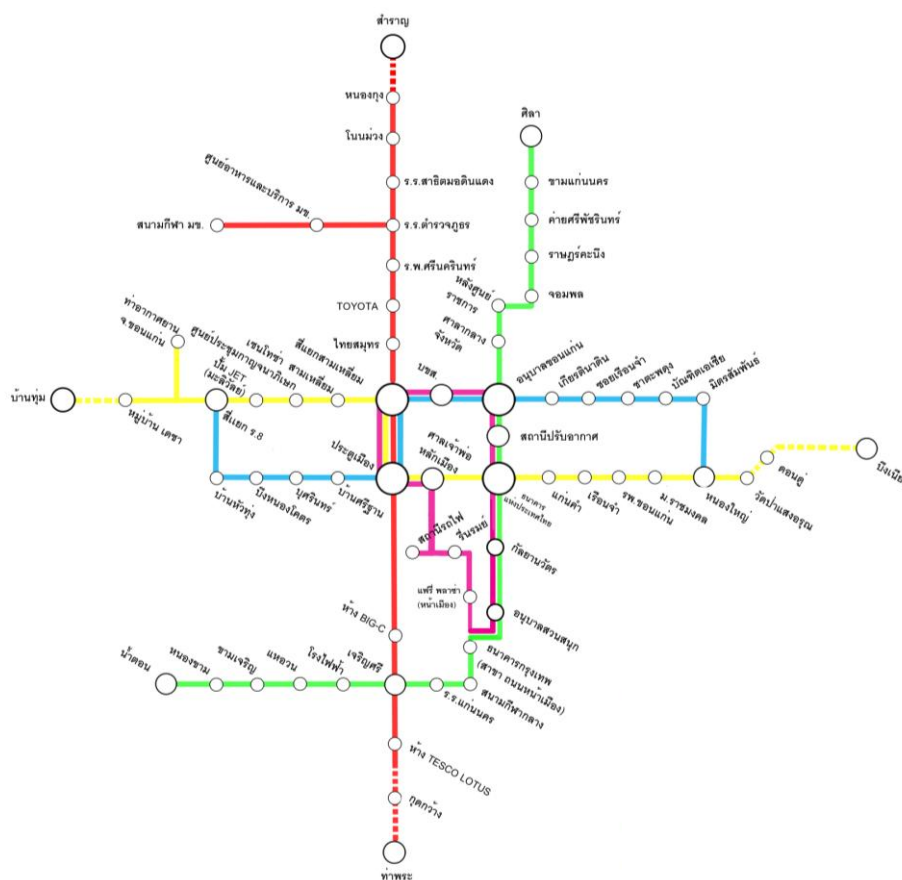 สำราญ
หนองกุง
โนนม่วง
ร.ร.สาธิตมอดินแดง
ศูนย์อาหารและบริการ มข.
สนามกีฬา มข.
ร.ร.ตำรวจภูธร
ร.พ.ศรีนครินทร์
TOYOTA
ไทยสมุทร
ศิลา
ขามแก่นนคร
ค่ายศรีพัชรินทร์
ราษฎร์คะนึง
จอมพล
หลังศูนย์
ราชการ
ศาลากลาง
จังหวัด
ท่าอากาศยาน
จ.ขอนแก่น
ศูนย์ประชุมกาญจนาภิเษก
ปั๊ม JET
(มะลิวัลย์)
เซนโทซ่า
สามเหลี่ยม
สี่แยกสามเหลี่ยม
บขส.
อนุบาลขอนแก่น
เกียรตินาคิน
ซอยเรือนจำ
ชาตะผดุง
บัณฑิตเอเชีย
มิตรสัมพันธ์
บ้านทุ่ม
หมู่บ้าน เดชา
สี่แยก ร.8
ประตูเมือง
ศาลเจ้าพ่อ
หลักเมือง
สถานีปรับอากาศ
บ้านหัวทุ่ง
บึงหนองโคตร
บุศรินทร์
บ้านศรีฐาน
ธนาคาร
แห่งประเทศไทย
แก่นคำ
เรือนจำ
รพ.ขอนแก่น
ม.ราชมงคล
หนองใหญ่
วัดป่าแสงอรุณ
ดอนดู่
บึงเนียม
สถานีรถไฟ
รื่นรมย์
แฟรี่ พลาซ่า
(หน้าเมือง)
กัลยาณวัตร
อนุบาลสวนสนุก
ธนาคารกรุงเทพ
(สาขา ถนนหน้าเมือง)
ห้าง BIG-C
น้ำตอน
หนองขาม
ขามเจริญ
แหอวน
โรงไฟฟ้า
เจริญศรี
ร.ร.แก่นนคร
สนามกีฬากลาง
ห้าง TESCO LOTUS
กุดกว้าง
ท่าพระ